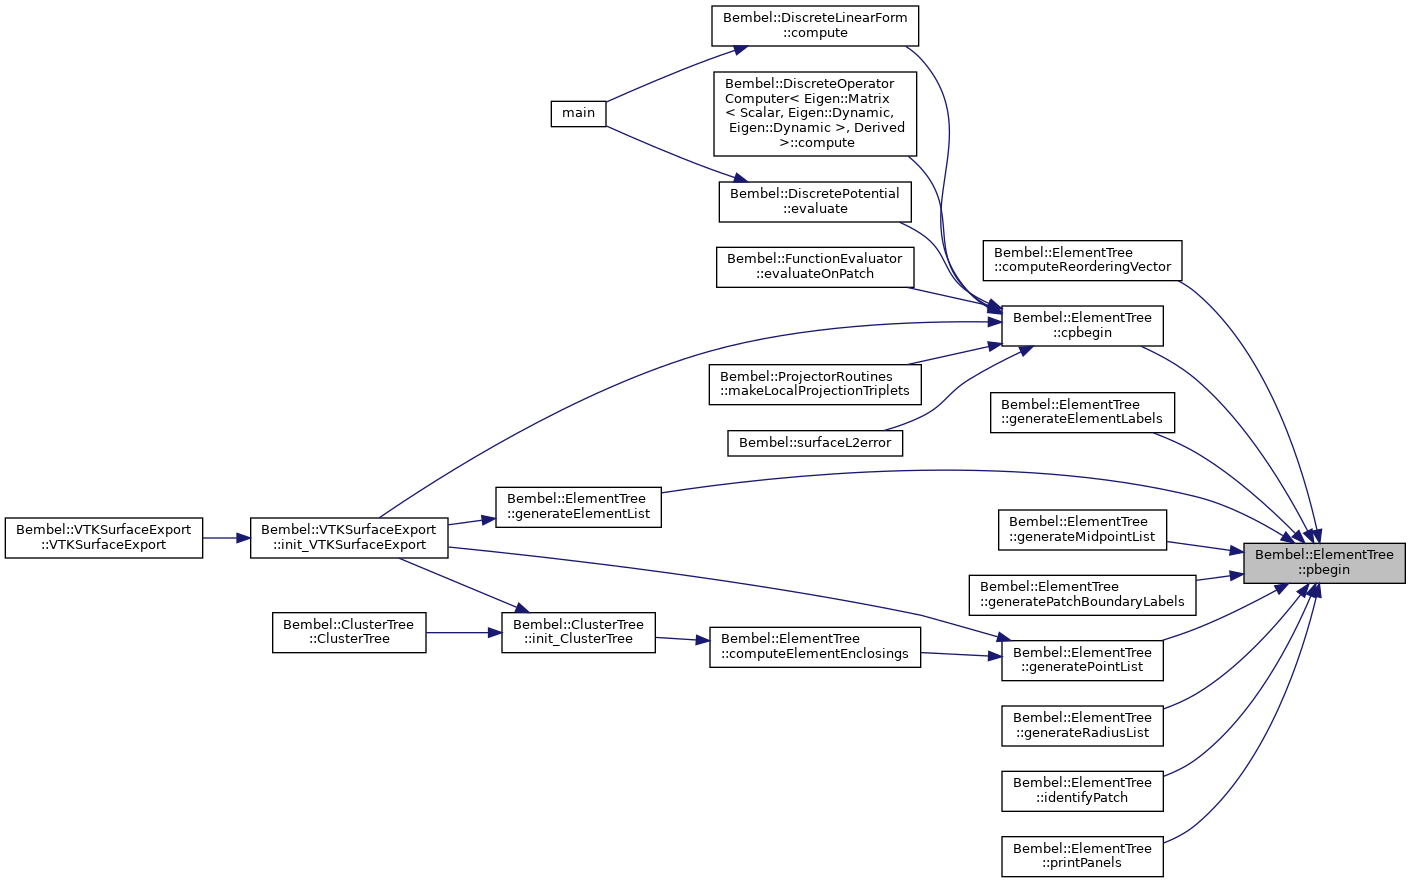 Bembel::DiscreteLinearForm
::compute
Bembel::DiscreteOperator
Computer< Eigen::Matrix
< Scalar, Eigen::Dynamic,
Eigen::Dynamic >, Derived
>::compute
main
Bembel::DiscretePotential
::evaluate
Bembel::FunctionEvaluator
::evaluateOnPatch
Bembel::ElementTree
::computeReorderingVector
Bembel::ElementTree
::cpbegin
Bembel::ProjectorRoutines
::makeLocalProjectionTriplets
Bembel::ElementTree
::generateElementLabels
Bembel::surfaceL2error
Bembel::ElementTree
::generateElementList
Bembel::VTKSurfaceExport
::VTKSurfaceExport
Bembel::VTKSurfaceExport
::init_VTKSurfaceExport
Bembel::ElementTree
::generateMidpointList
Bembel::ElementTree
::pbegin
Bembel::ElementTree
::generatePatchBoundaryLabels
Bembel::ClusterTree
::ClusterTree
Bembel::ClusterTree
::init_ClusterTree
Bembel::ElementTree
::computeElementEnclosings
Bembel::ElementTree
::generatePointList
Bembel::ElementTree
::generateRadiusList
Bembel::ElementTree
::identifyPatch
Bembel::ElementTree
::printPanels